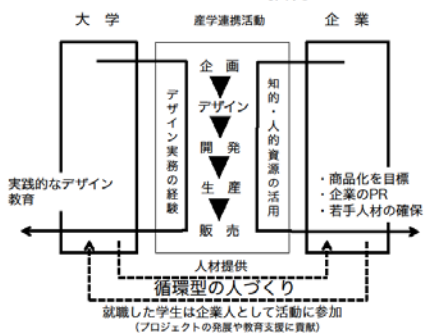 大学
産学連携活動
企業
企画
デザイン
開発
生産
販売
デザイン実務の経験
知的・人的資源の活用
実践的なデザイン
教育
・商品化を目標
・企業のPR
・若手人材の確保
人材提供
循環型の人づくり
就職した学生は企業人として活動に参加
(プロジェクトの発展や教育支援に貢献)